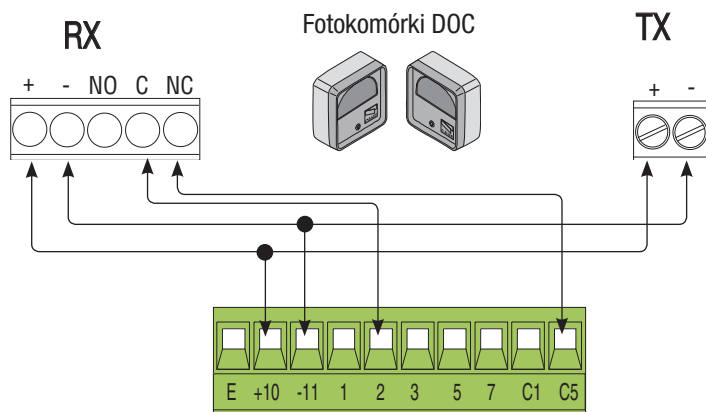 RX
Fotokomórki DOC
TX
+ - NO C NC
+ -
E +10 -11 1 2 3 5 7 C1 C5